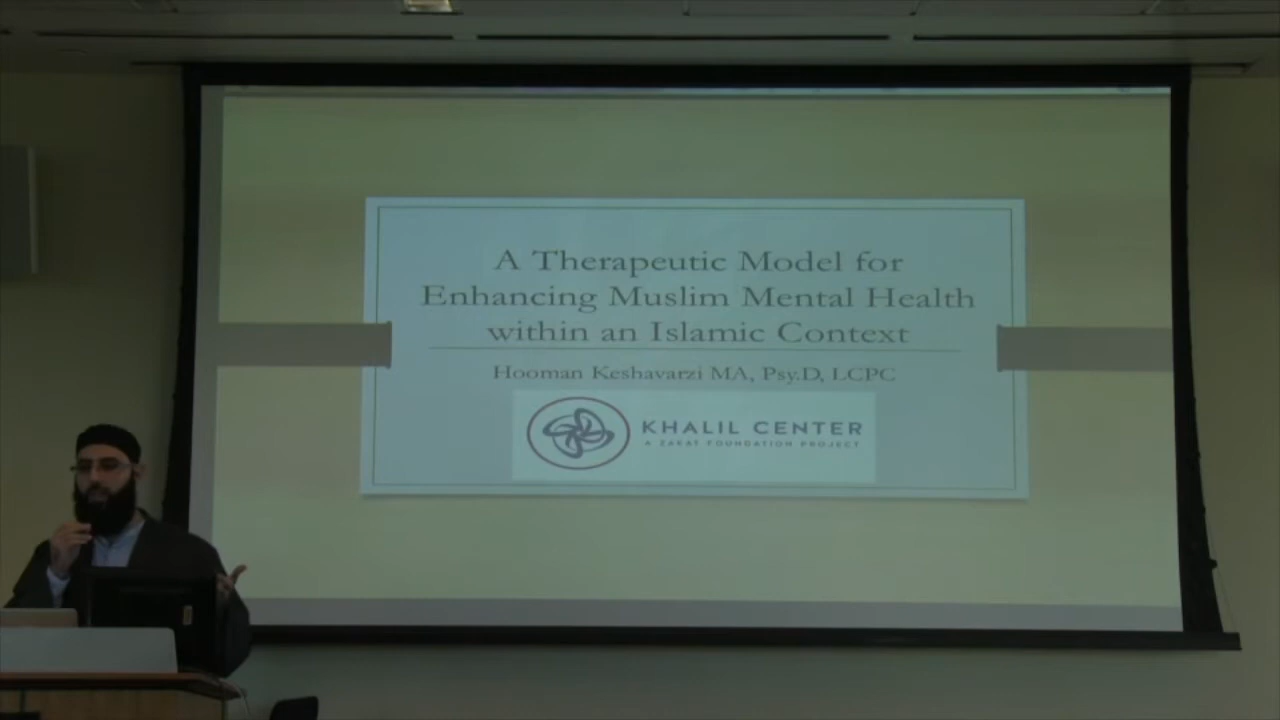 A Therapeutic Model for
Enhancing Muslim Mental Health
within an Islamic Context
Hooman Keshavarzi MA, Psy.D, LCPC
KHALIL CENTER
A ZAKAT FOUNDATION PROJECT